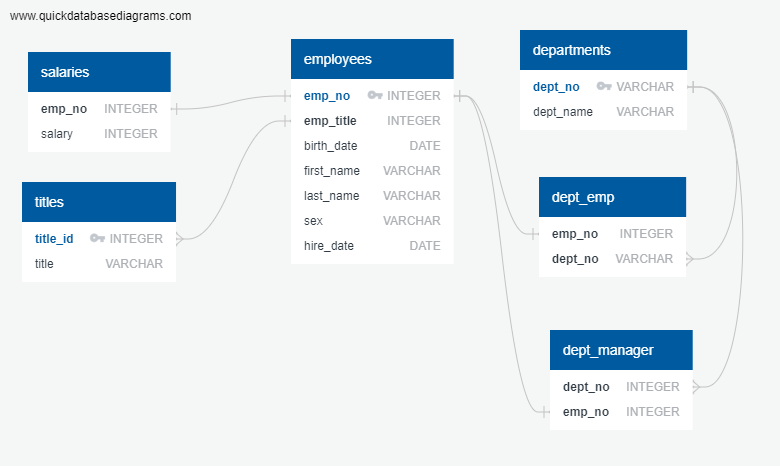 www.quickdatabasediagrams.com
salaries
emp_no INTEGER
salary INTEGER
titles
title_id INTEGER
title VARCHAR
employees
emp_no INTEGER
emp_title INTEGER
birth_date DATE
first_name VARCHAR
last_name VARCHAR
sex VARCHAR
hire_date DATE
departments
dept_no VARCHAR
dept_name VARCHAR
dept_emp
emp_no INTEGER
dept_no VARCHAR
dept_manager
dept_no INTEGER
emp_no INTEGER